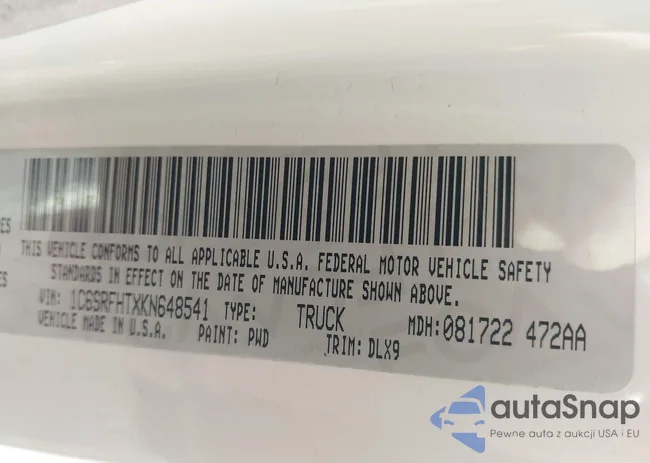 THIS VEHICLE CONFORMS TO ALL APPLICABLE U.S.A. FEDERAL MOTOR VEHICLE SAFETY
STANDARDS IN EFFECT ON THE DATE OF MANUFACTURE SHOWN ABOVE.
VIN: 1C6SRFHTXKN648541 TYPE: TRUCK MDH: 081722 472AA
VEHICLE MADE IN U.S.A. PAINT: PWD TRIM: DLX9
autaSnap
Pewne auta z aukcji USA i EU